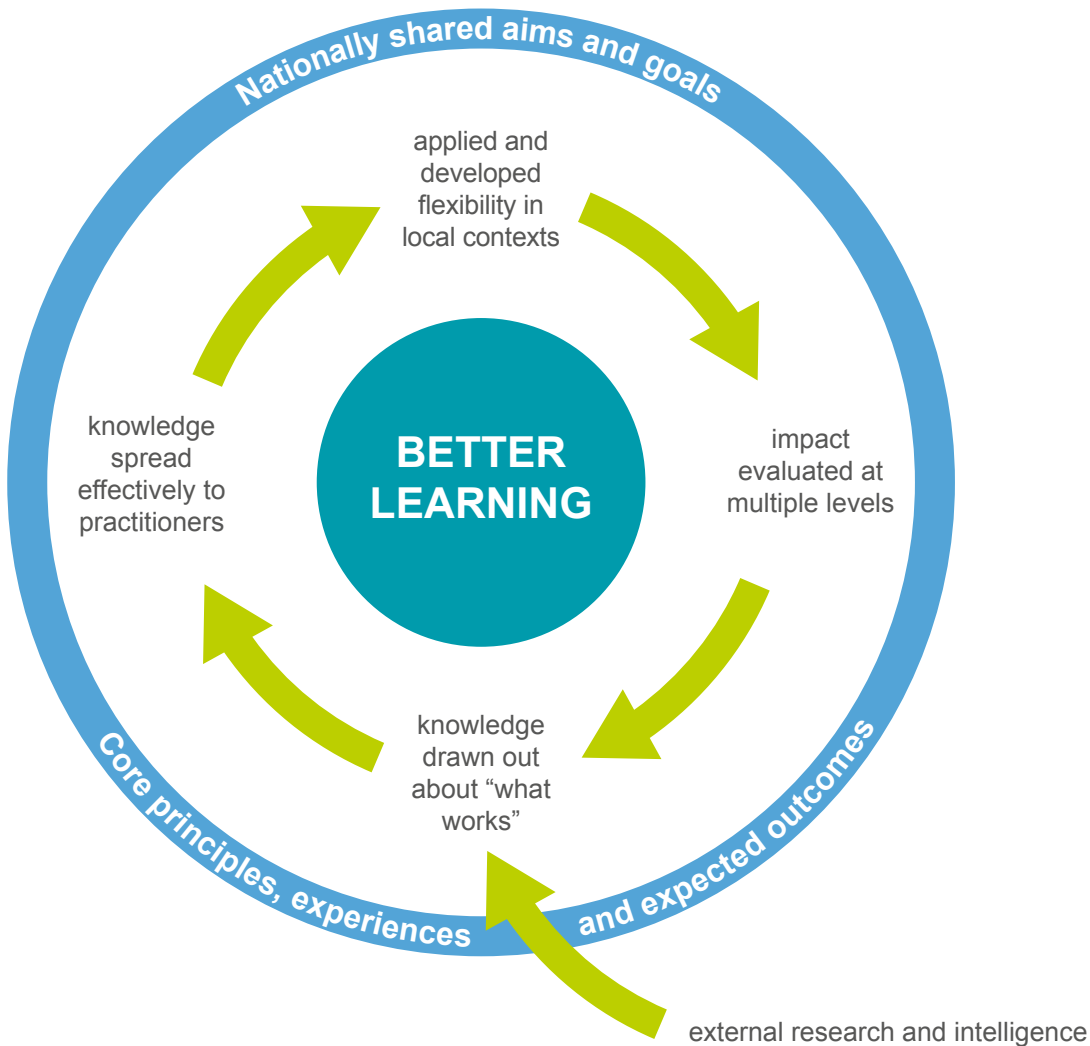 Nationally shared aims and goals
applied and
developed
flexibility in
local contexts
knowledge
spread
effectively to
practitioners
BETTER
LEARNING
impact
evaluated at
multiple levels
knowledge
drawn out
about “what
works”
Core principles, experiences
and expected outcomes
external research and intelligence